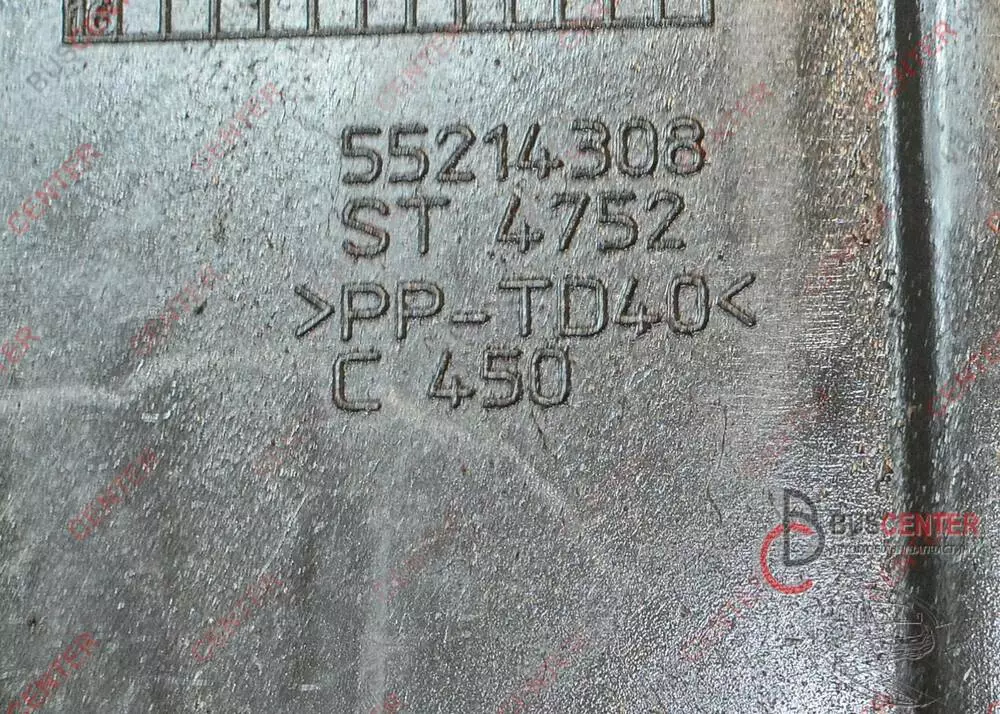 55214308
ST 4752
>PP-TD40<
C 450
BUSCENTER